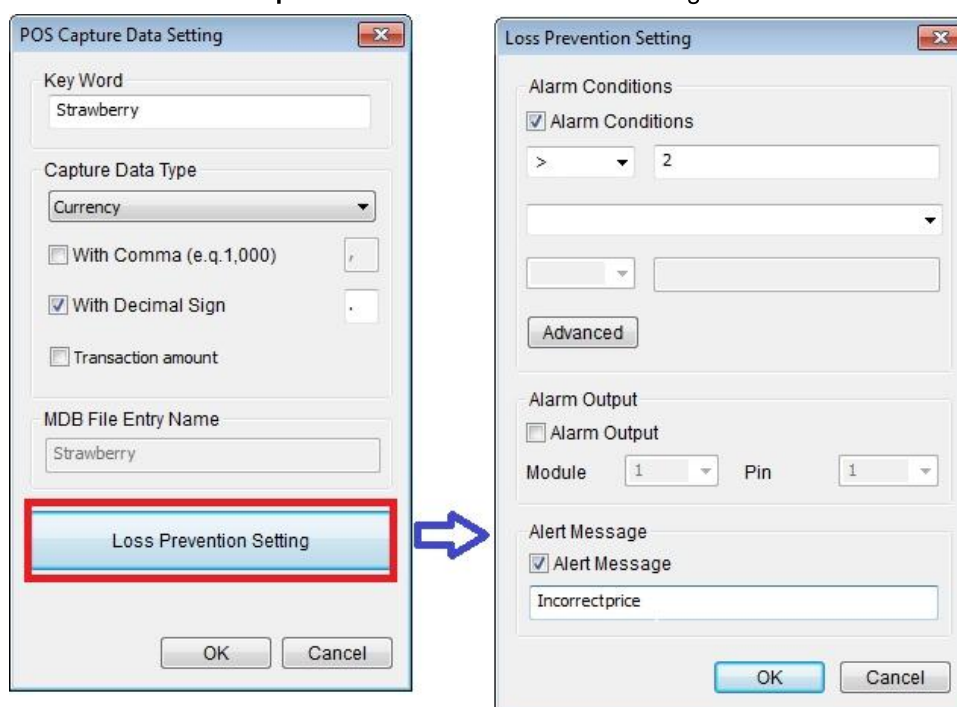 POS Capture Data Setting
Key Word
Strawberry
Capture Data Type
Currency
With Comma (e.q.1,000) ,
With Decimal Sign .
Transaction amount
MDB File Entry Name
Strawberry
Loss Prevention Setting
OK Cancel
Loss Prevention Setting
Alarm Conditions
Alarm Conditions
> 2
Advanced
Alarm Output
Alarm Output
Module 1 Pin 1
Alert Message
Alert Message
Incorrectprice
OK Cancel